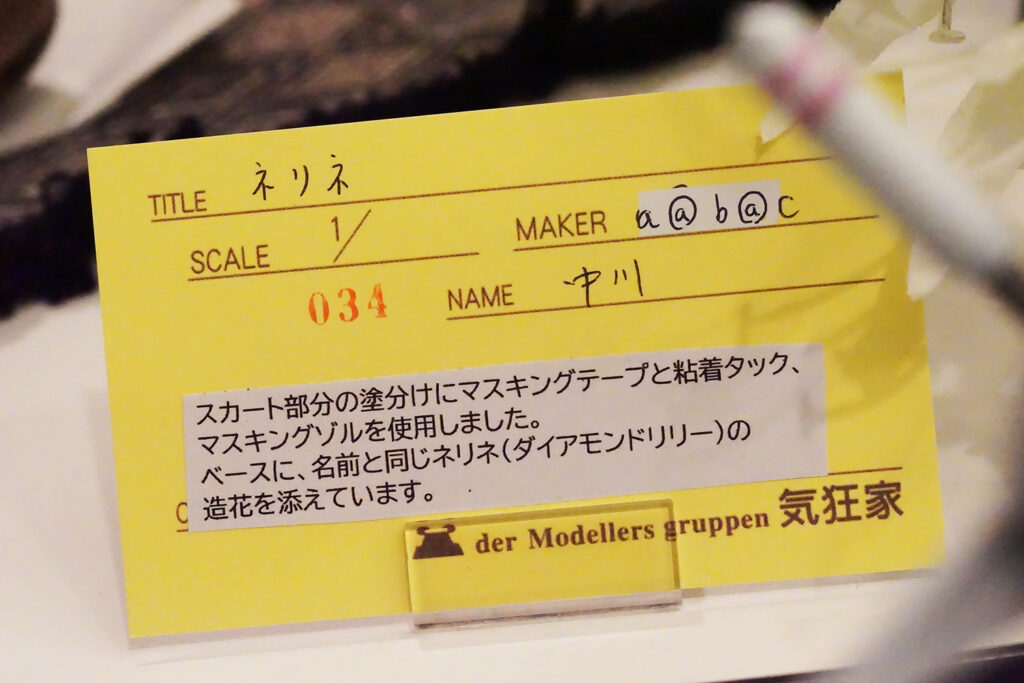 TITLE ネリネ
SCALE 1/
MAKER a@b@c
034
NAME 中川
スカート部分の塗分けにマスキングテープと粘着タック、
マスキングゾルを使用しました。
ベースに、名前と同じネリネ(ダイアモンドリリー)の
造花を添えています。
der Modellers gruppen 気狂家